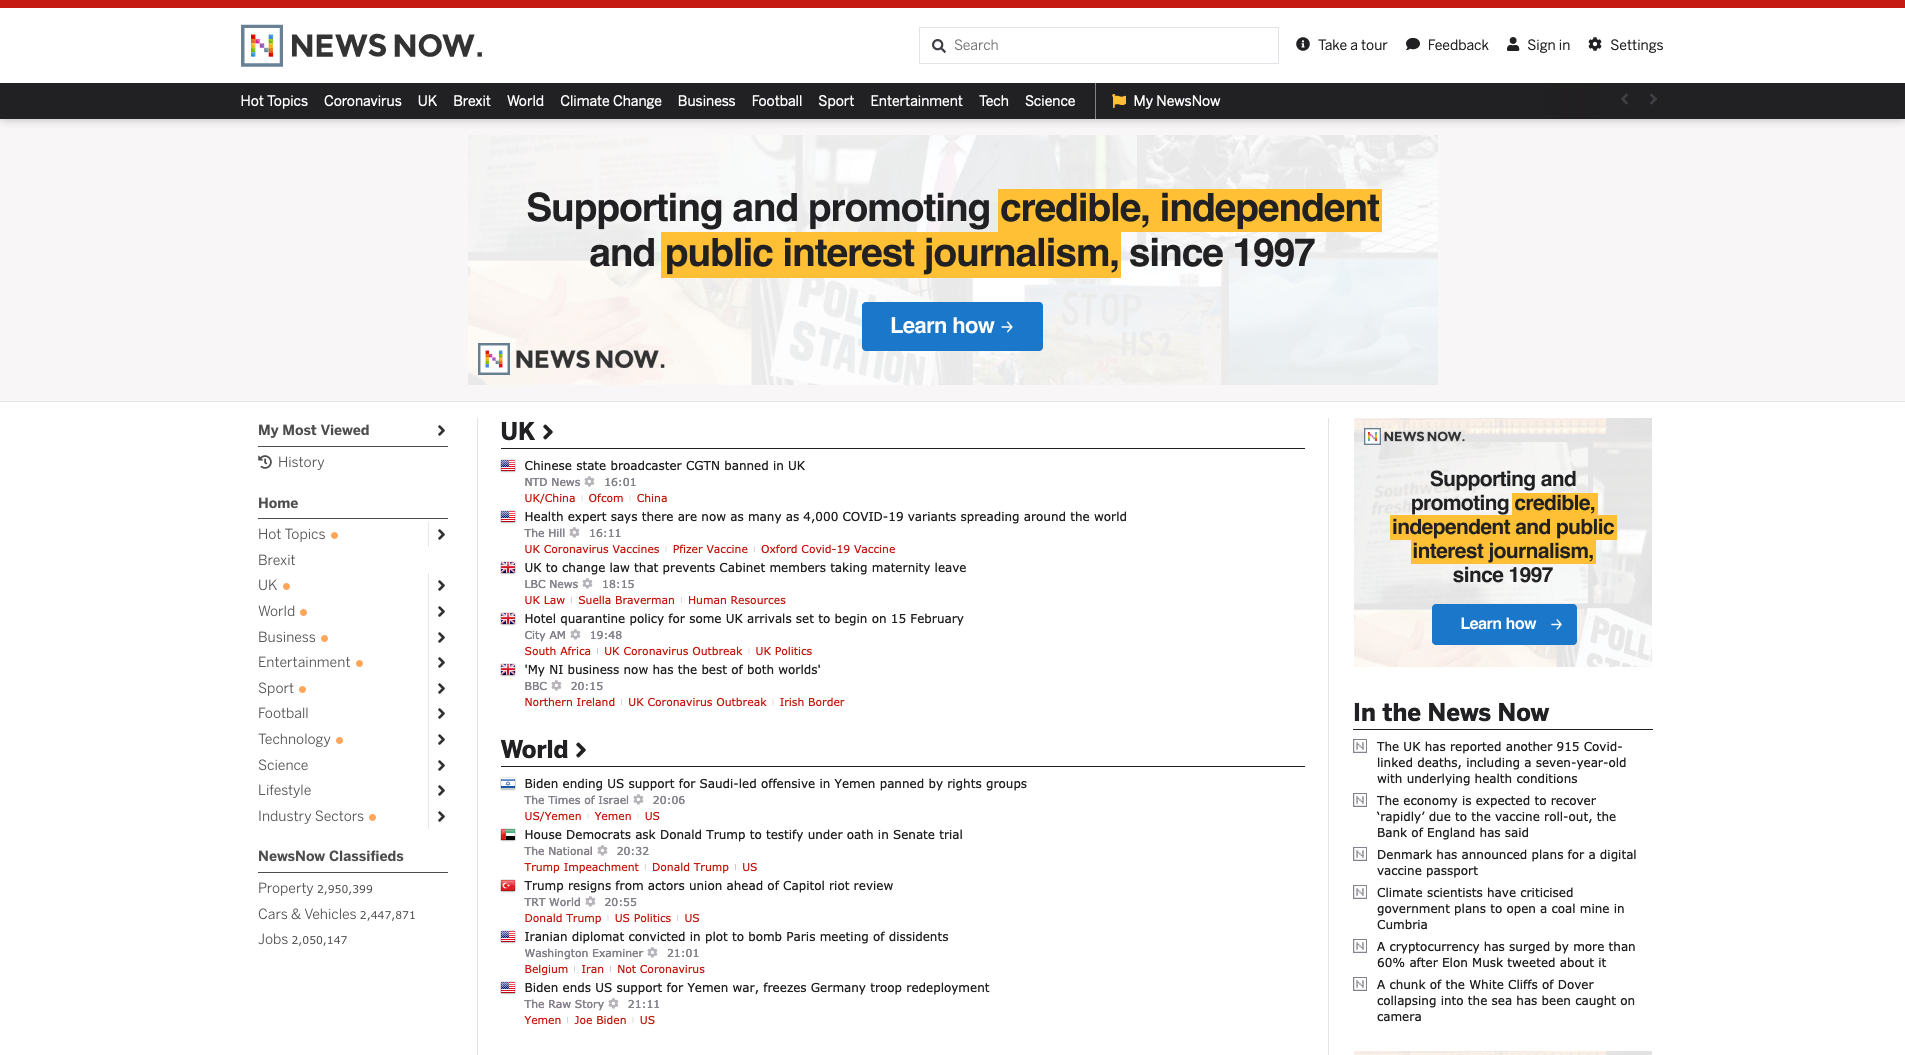 NEWS NOW.
Search
Take a tour
Feedback
Sign in
Settings
Hot Topics Coronavirus UK Brexit World Climate Change Business Football Sport Entertainment Tech Science My NewsNow
Supporting and promoting credible, independent
and public interest journalism, since 1997
POLL
STATION
STOP
HS2
Learn how →
NEWS NOW.
My Most Viewed
History
Home
Hot Topics
Brexit
UK
World
Business
Entertainment
Sport
Football
Technology
Science
Lifestyle
Industry Sectors
NewsNow Classifieds
Property 2,950,399
Cars & Vehicles 2,447,871
Jobs 2,050,147
UK
Chinese state broadcaster CGTN banned in UK
NTD News 16:01
UK/China Ofcom China
Health expert says there are now as many as 4,000 COVID-19 variants spreading around the world
The Hill 16:11
UK Coronavirus Vaccines Pfizer Vaccine Oxford Covid-19 Vaccine
UK to change law that prevents Cabinet members taking maternity leave
LBC News 18:15
UK Law Suella Braverman Human Resources
Hotel quarantine policy for some UK arrivals set to begin on 15 February
City AM 19:48
South Africa UK Coronavirus Outbreak UK Politics
'My NI business now has the best of both worlds'
BBC 20:15
Northern Ireland UK Coronavirus Outbreak Irish Border
World
Biden ending US support for Saudi-led offensive in Yemen panned by rights groups
The Times of Israel 20:06
US/Yemen Yemen US
House Democrats ask Donald Trump to testify under oath in Senate trial
The National 20:32
Trump Impeachment Donald Trump US
Trump resigns from actors union ahead of Capitol riot review
TRT World 20:55
Donald Trump US Politics US
Iranian diplomat convicted in plot to bomb Paris meeting of dissidents
Washington Examiner 21:01
Belgium Iran Not Coronavirus
Biden ends US support for Yemen war, freezes Germany troop redeployment
The Raw Story 21:11
Yemen Joe Biden US
NEWS NOW.
Supporting and
promoting credible,
independent and public
interest journalism,
since 1997
Learn how →
POLL
In the News Now
The UK has reported another 915 Covid-
linked deaths, including a seven-year-old
with underlying health conditions
The economy is expected to recover
‘rapidly’ due to the vaccine roll-out, the
Bank of England has said
Denmark has announced plans for a digital
vaccine passport
Climate scientists have criticised
government plans to open a coal mine in
Cumbria
A cryptocurrency has surged by more than
60% after Elon Musk tweeted about it
A chunk of the White Cliffs of Dover
collapsing into the sea has been caught on
camera